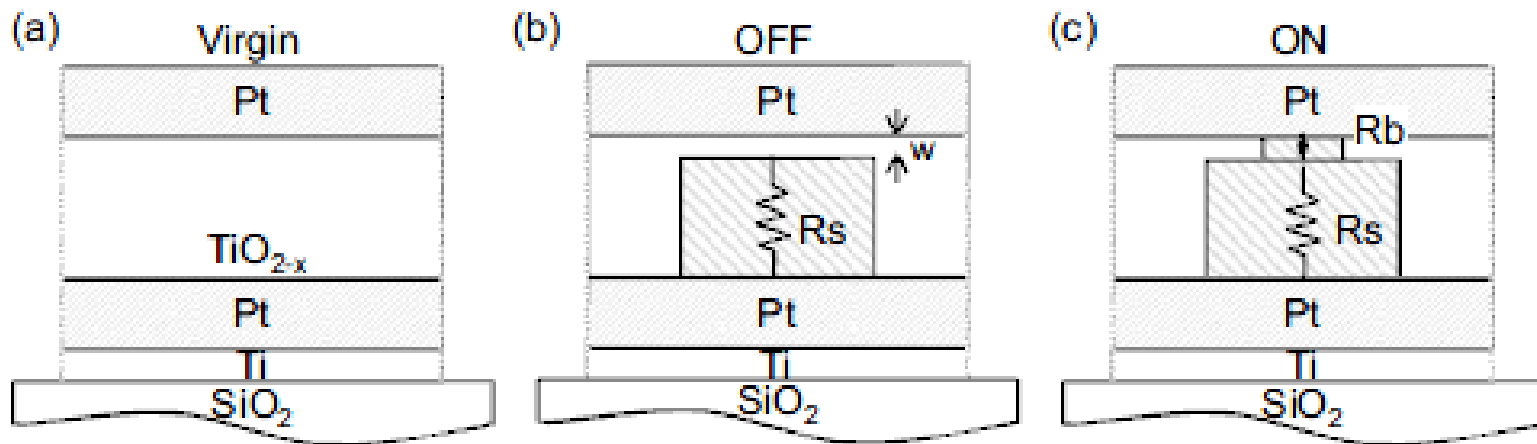 (a)
Virgin
Pt
TiO2-x
Pt
Ti
SiO2
(b)
OFF
Pt
w
Rs
Pt
Ti
SiO2
(c)
ON
Pt
Rb
Rs
Pt
Ti
SiO2